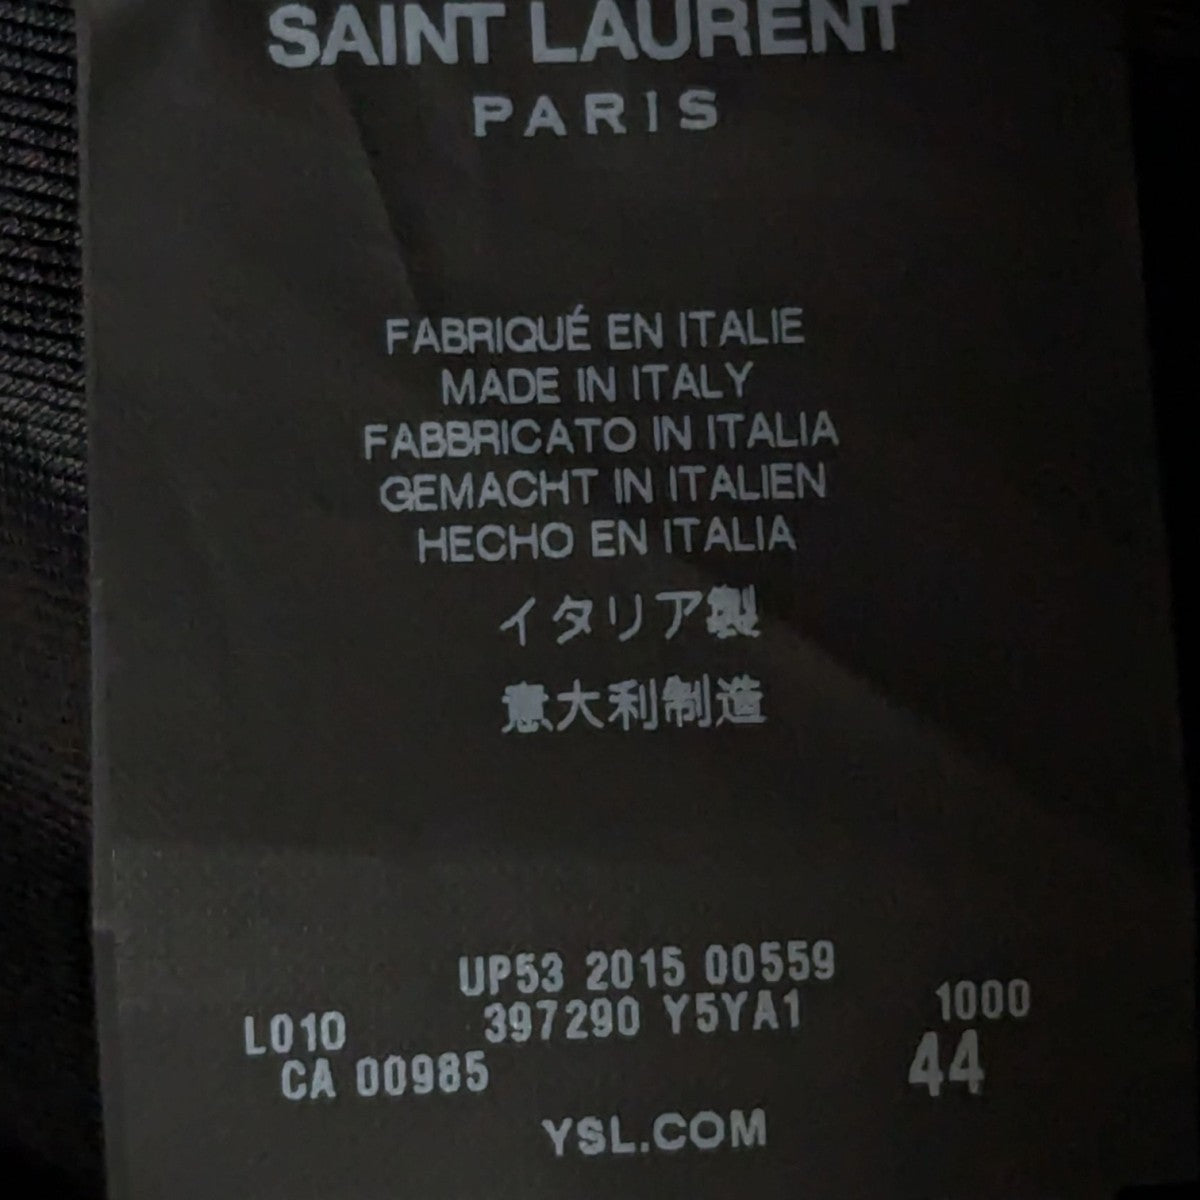 SAINT LAURENT
PARIS
FABRIQUÉ EN ITALIE
MADE IN ITALY
FABBRICATO IN ITALIA
GEMACHT IN ITALIEN
HECHO EN ITALIA
イタリア製
意大利制造
UP53 2015 00559
L010 397290 Y5YA1 1000
CA 00985 44
YSL.COM